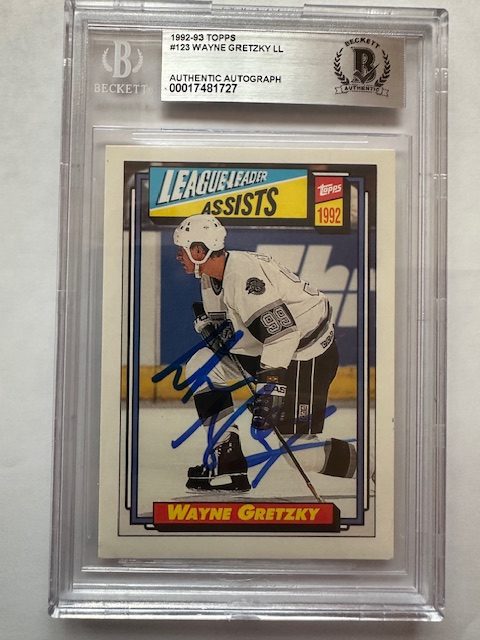 BECKETT
1992-93 TOPPS
#123 WAYNE GRETZKY LL
AUTHENTIC AUTOGRAPH
00017481727
BECKETT
AUTHENTIC
LEAGUE LEADER
ASSISTS
TOPPS
1992
99
WAYNE GRETZKY